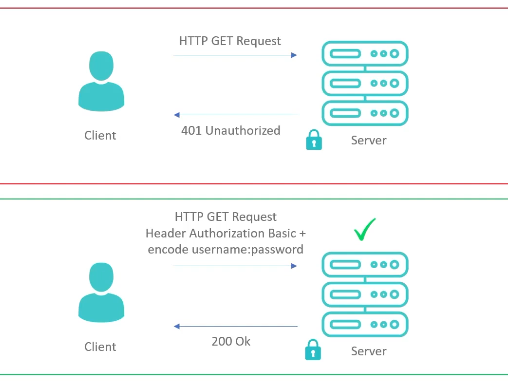 HTTP GET Request
401 Unauthorized
Client
Server
HTTP GET Request
Header Authorization Basic +
encode username:password
200 Ok
Client
Server